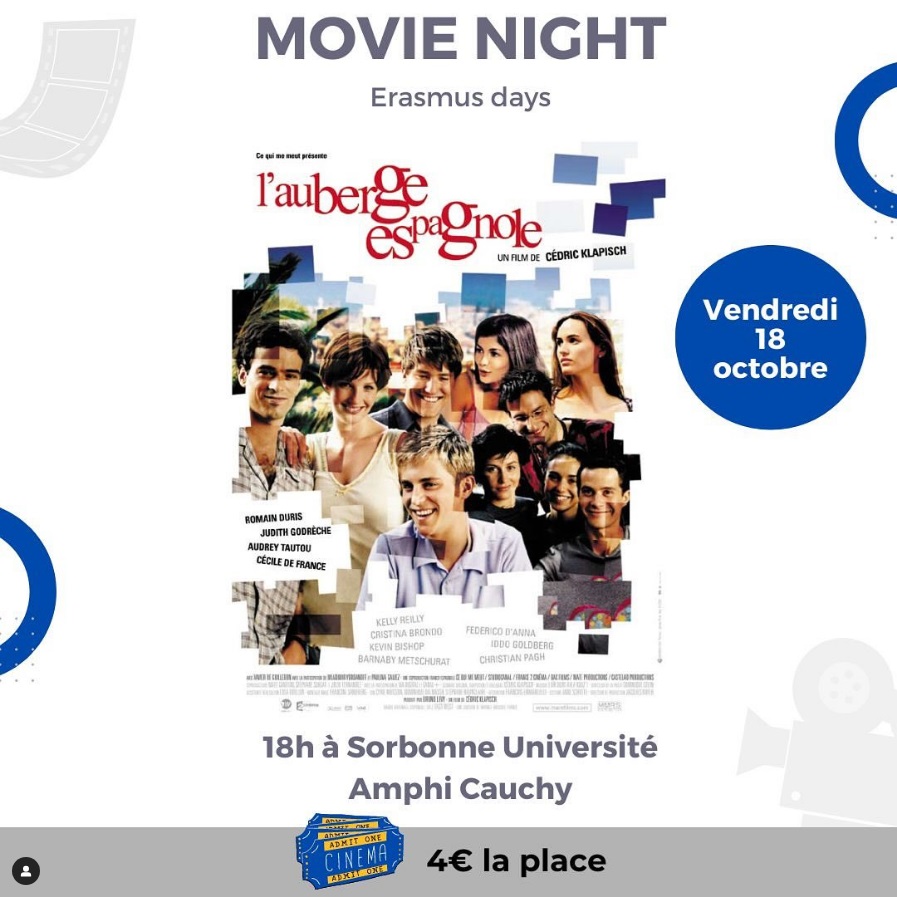 MOVIE NIGHT
Erasmus days
Ce qui me meut présente
l'auberge
espagnole
UN FILM DE CÉDRIC KLAPISCH
Vendredi
18
octobre
ROMAIN DURIS
JUDITH GODRÈCHE
AUDREY TAUTOU
CÉCILE DE FRANCE
KELLY REILLY
CRISTINA BRONDO
KEVIN BISHOP
BARNABY METSCHURAT
FEDERICO D'ANNA
IDDO GOLDBERG
CHRISTIAN PAGH
18h à Sorbonne Université
Amphi Cauchy
ADMIT ONE
CINEMA
ADMIT ONE
4€ la place